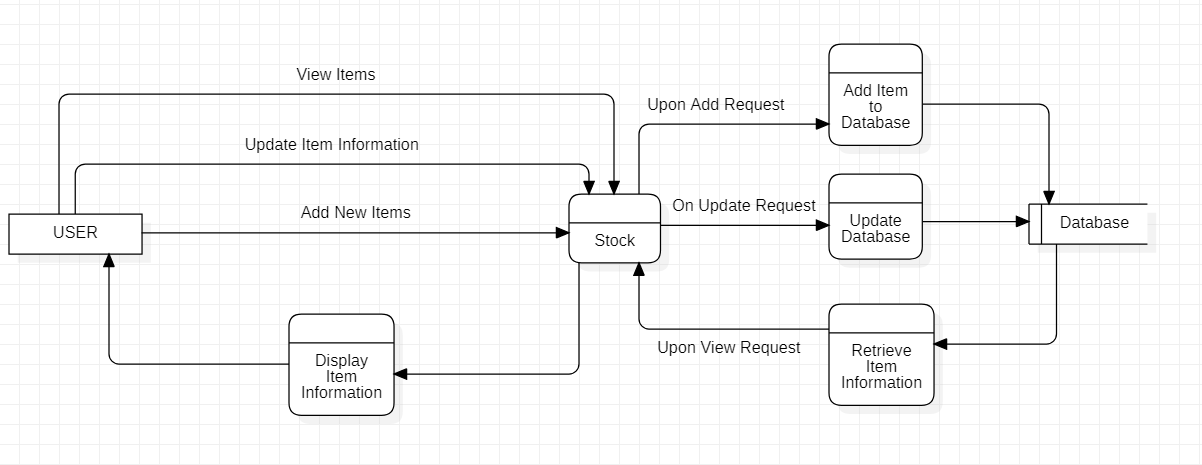 View Items
Update Item Information
Add New Items
USER
Stock
Display
Item
Information
Upon Add Request
On Update Request
Upon View Request
Add Item
to
Database
Update
Database
Retrieve
Item
Information
Database